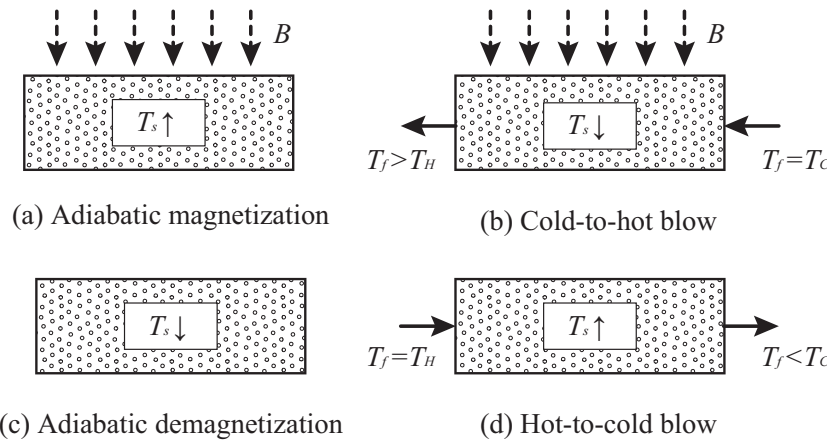 B
B
T_s↑
T_s↓
T_f>T_H
T_f=T_C
(a) Adiabatic magnetization
(b) Cold-to-hot blow
T_s↓
T_s↑
T_f=T_H
T_f<T_C
(c) Adiabatic demagnetization
(d) Hot-to-cold blow